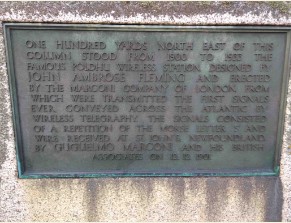 ONE HUNDRED YARDS NORTH EAST OF THIS
COLUMN STOOD FROM 1900 TO 1933 THE
FAMOUS POLDHU WIRELESS STATION DESIGNED BY
JOHN AMBROSE FLEMING AND ERECTED
BY THE MARCONI COMPANY OF LONDON FROM
WHICH WERE TRANSMITTED THE FIRST SIGNALS
EVER CONVEYED ACROSS THE ATLANTIC BY
WIRELESS TELEGRAPHY. THE SIGNALS CONSISTED
OF A REPETITION OF THE MORSE LETTER "S" AND
WERE RECEIVED AT ST JOHN'S NEWFOUNDLAND
BY GUGLIELMO MARCONI AND HIS BRITISH
ASSOCIATES ON 12. 12. 1901.